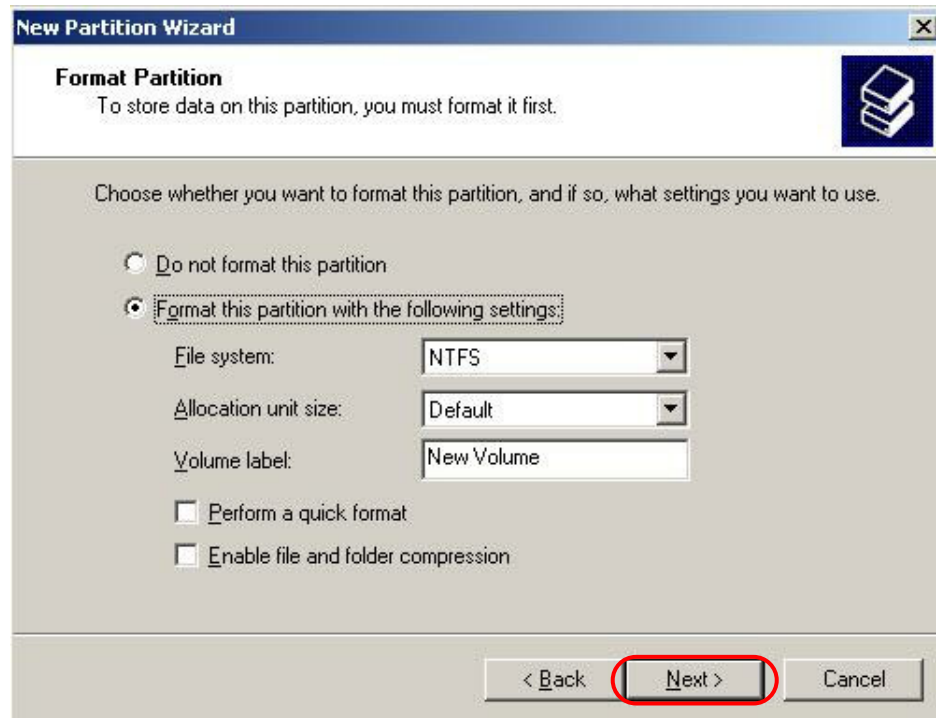 New Partition Wizard
Format Partition
To store data on this partition, you must format it first.
Choose whether you want to format this partition, and if so, what settings you want to use.
Do not format this partition
Format this partition with the following settings:
File system: NTFS
Allocation unit size: Default
Volume label: New Volume
Perform a quick format
Enable file and folder compression
< Back Next > Cancel